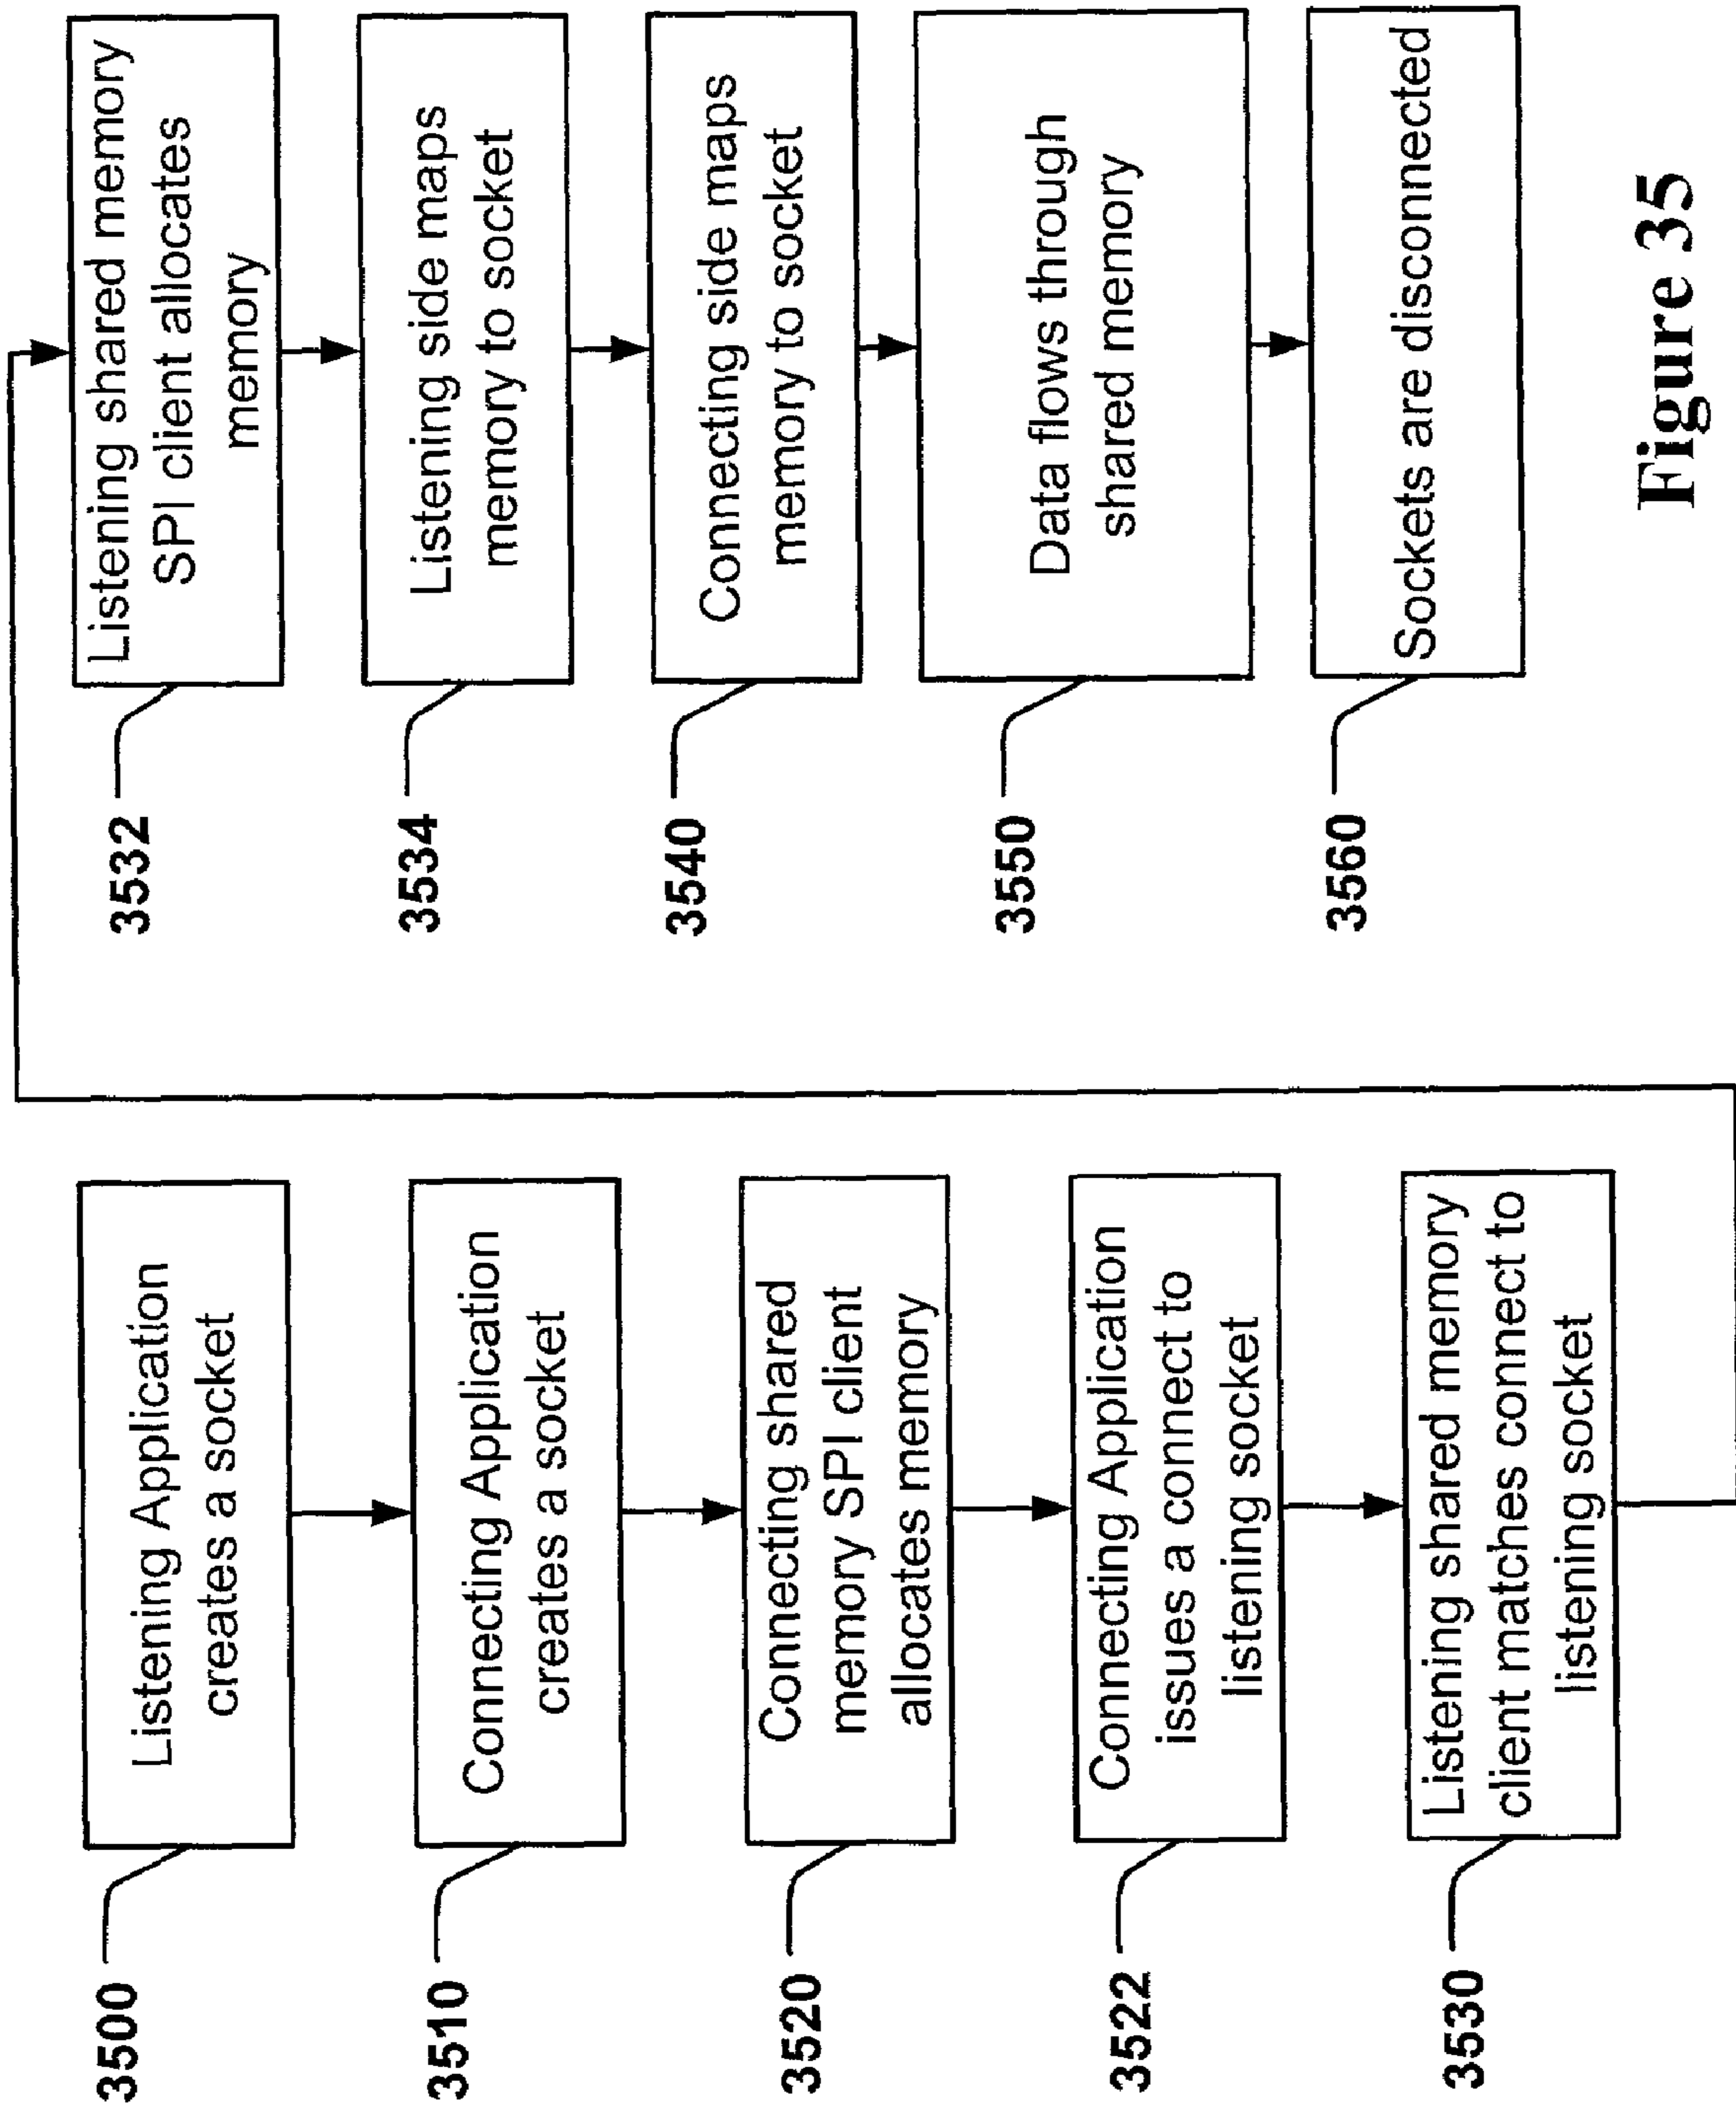 3500
Listening Application
creates a socket
3510
Connecting Application
creates a socket
3520
Connecting shared
memory SPI client
allocates memory
3522
Connecting Application
issues a connect to
listening socket
3530
Listening shared memory
client matches connect to
listening socket
3532
Listening shared memory
SPI client allocates
memory
3534
Listening side maps
memory to socket
3540
Connecting side maps
memory to socket
3550
Data flows through
shared memory
3560
Sockets are disconnected
Figure 35